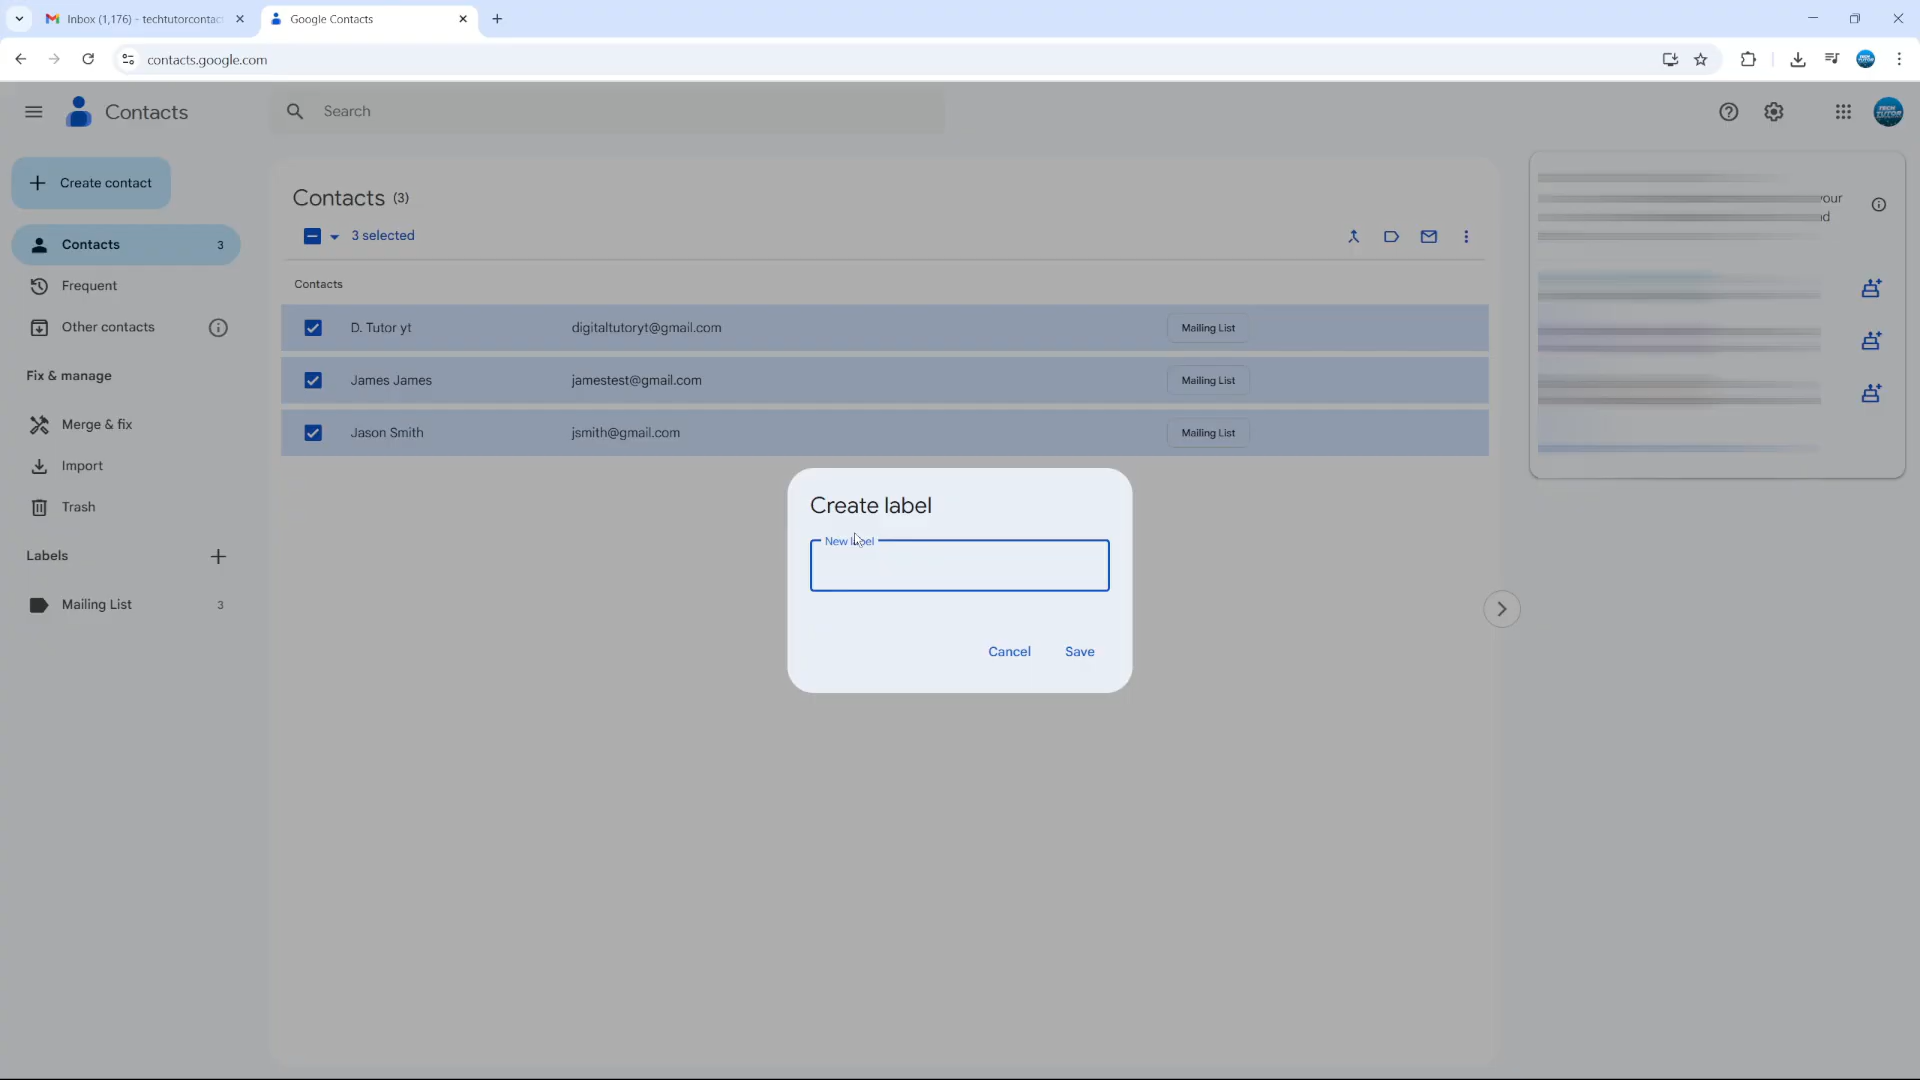 Inbox (1,176) - techtutorcontac
Google Contacts
contacts.google.com
Contacts
Search
TECH TUTOR
Create contact
Contacts (3)
your
d
Contacts 3
3 selected
Frequent
Contacts
Other contacts
D. Tutor yt digitaltutoryt@gmail.com Mailing List
Fix & manage
James James jamestest@gmail.com Mailing List
Merge & fix
Jason Smith jsmith@gmail.com Mailing List
Import
Trash
Create label
New label
Labels
Mailing List 3
Cancel Save